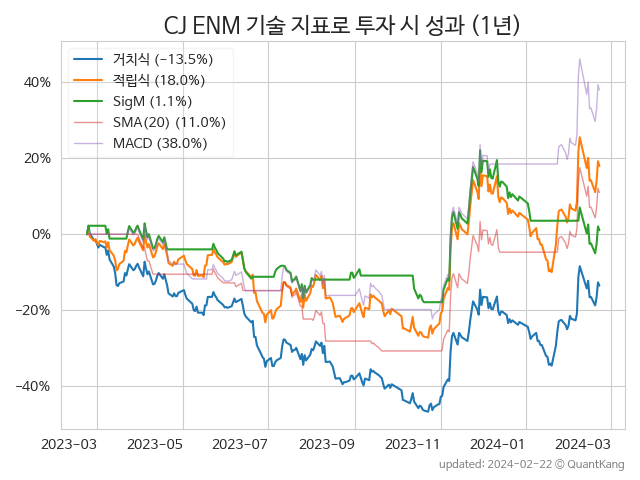 CJ ENM 기술 지표로 투자 시 성과 (1년)
거치식 (−13.5%)
적립식 (18.0%)
SigM (1.1%)
SMA(20) (11.0%)
MACD (38.0%)
40%
20%
0%
−20%
−40%
2023−03 2023−05 2023−07 2023−09 2023−11 2024−01 2024−03
updated: 2024−02−22 ⓒ QuantKang